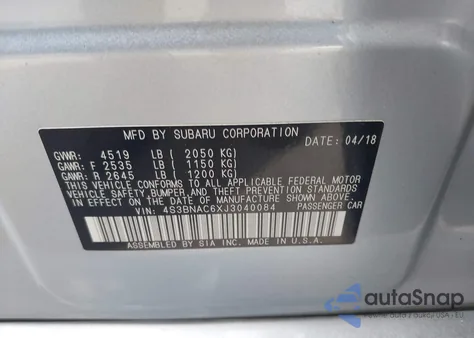 MFD BY SUBARU CORPORATION
DATE: 04/18
GVWR: 4519 LB ( 2050 KG)
GAWR: F 2535 LB ( 1150 KG)
GAWR: R 2645 LB ( 1200 KG)
THIS VEHICLE CONFORMS TO ALL APPLICABLE FEDERAL MOTOR
VEHICLE SAFETY, BUMPER, AND THEFT PREVENTION STANDARDS
IN EFFECT ON THE DATE OF MANUFACTURE SHOWN ABOVE.
VIN: 4S3BNAC6XJ3040084 PASSENGER CAR
ASSEMBLED BY SIA INC. MADE IN U.S.A.
autaSnap